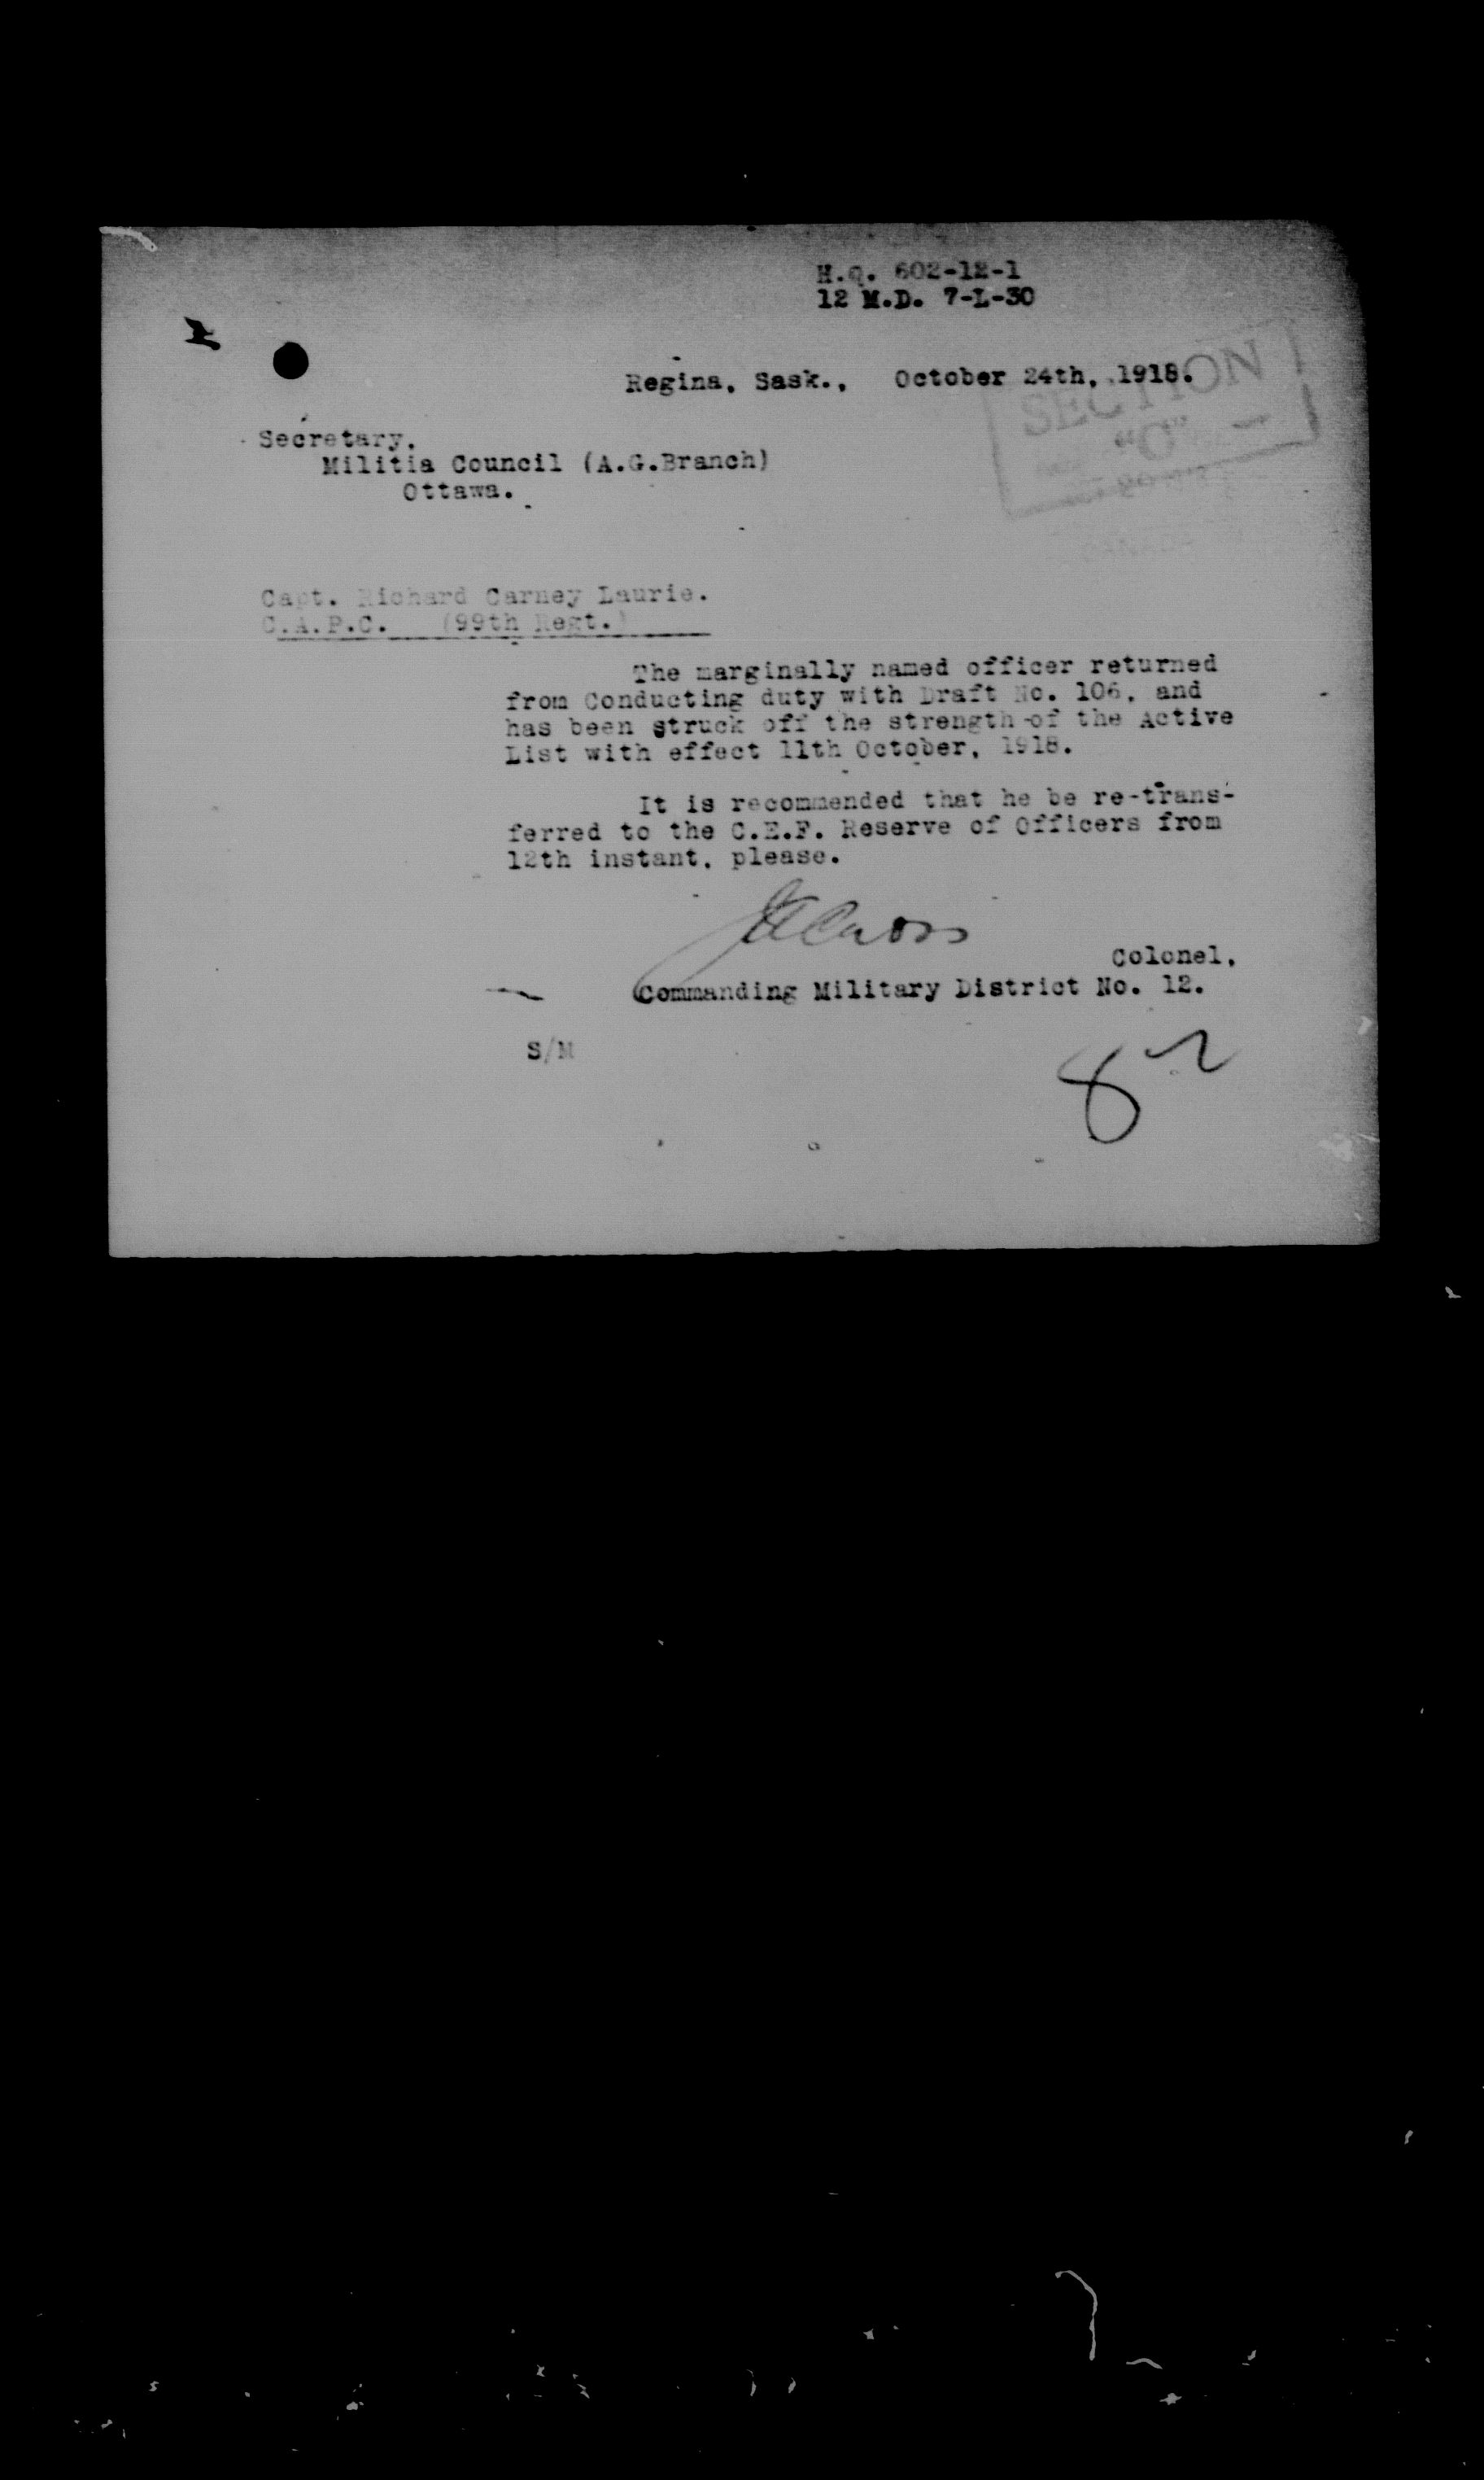 H.Q. 602-12-1
12 M.D. 7-L-30
Regina, Sask., October 24th, 1918.
SECTION
"C"
Secretary,
Militia Council (A.G.Branch)
Ottawa.
CANADA
Capt. Richard Carney Laurie.
C.A.P.C. (99th Regt.)
The marginally named officer returned
from Conducting duty with Draft No. 106, and
has been struck off the strength of the Active
List with effect 11th October, 1918.
It is recommended that he be re-trans-
ferred to the C.E.F. Reserve of Officers from
12th instant, please.
Colonel,
Commanding Military District No. 12.
S/M